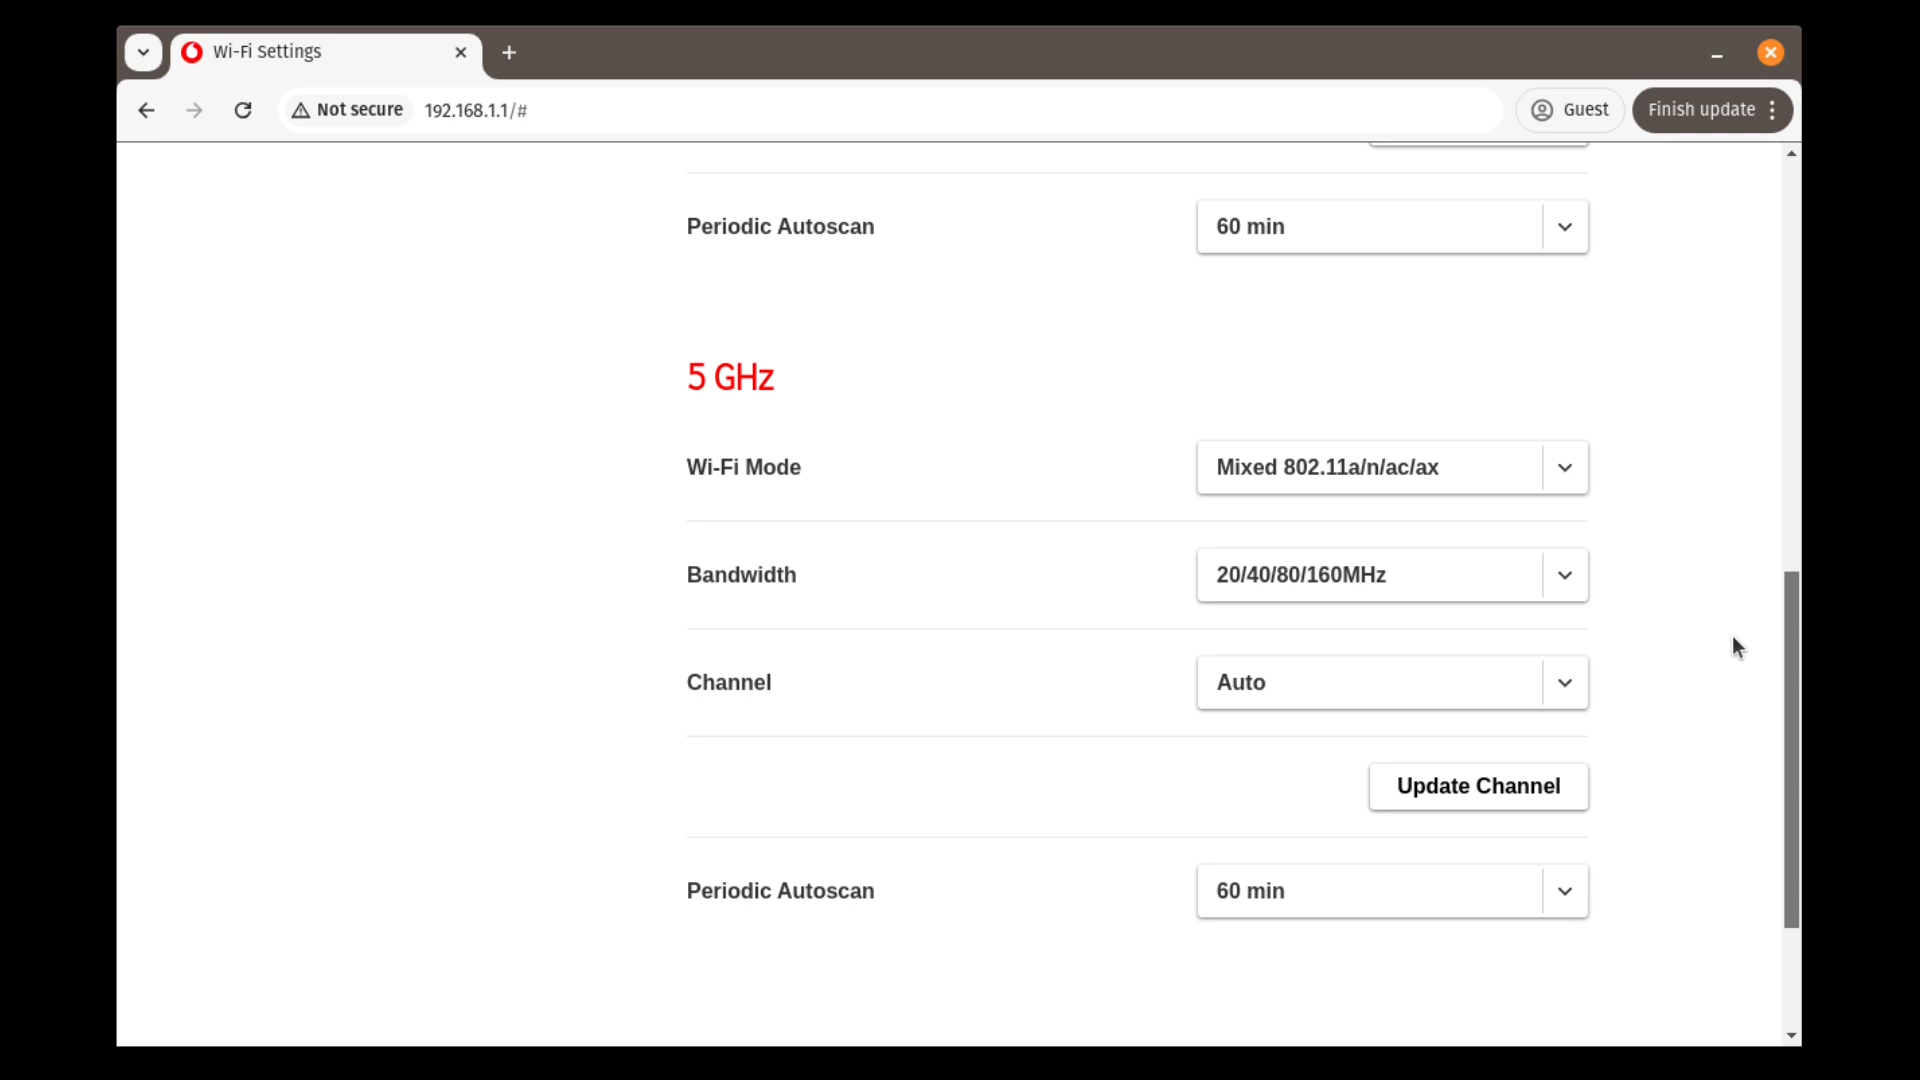 Wi-Fi Settings
Not secure
192.168.1.1/#
Guest
Finish update
Periodic Autoscan
60 min
5 GHz
Wi-Fi Mode
Mixed 802.11a/n/ac/ax
Bandwidth
20/40/80/160MHz
Channel
Auto
Update Channel
Periodic Autoscan
60 min